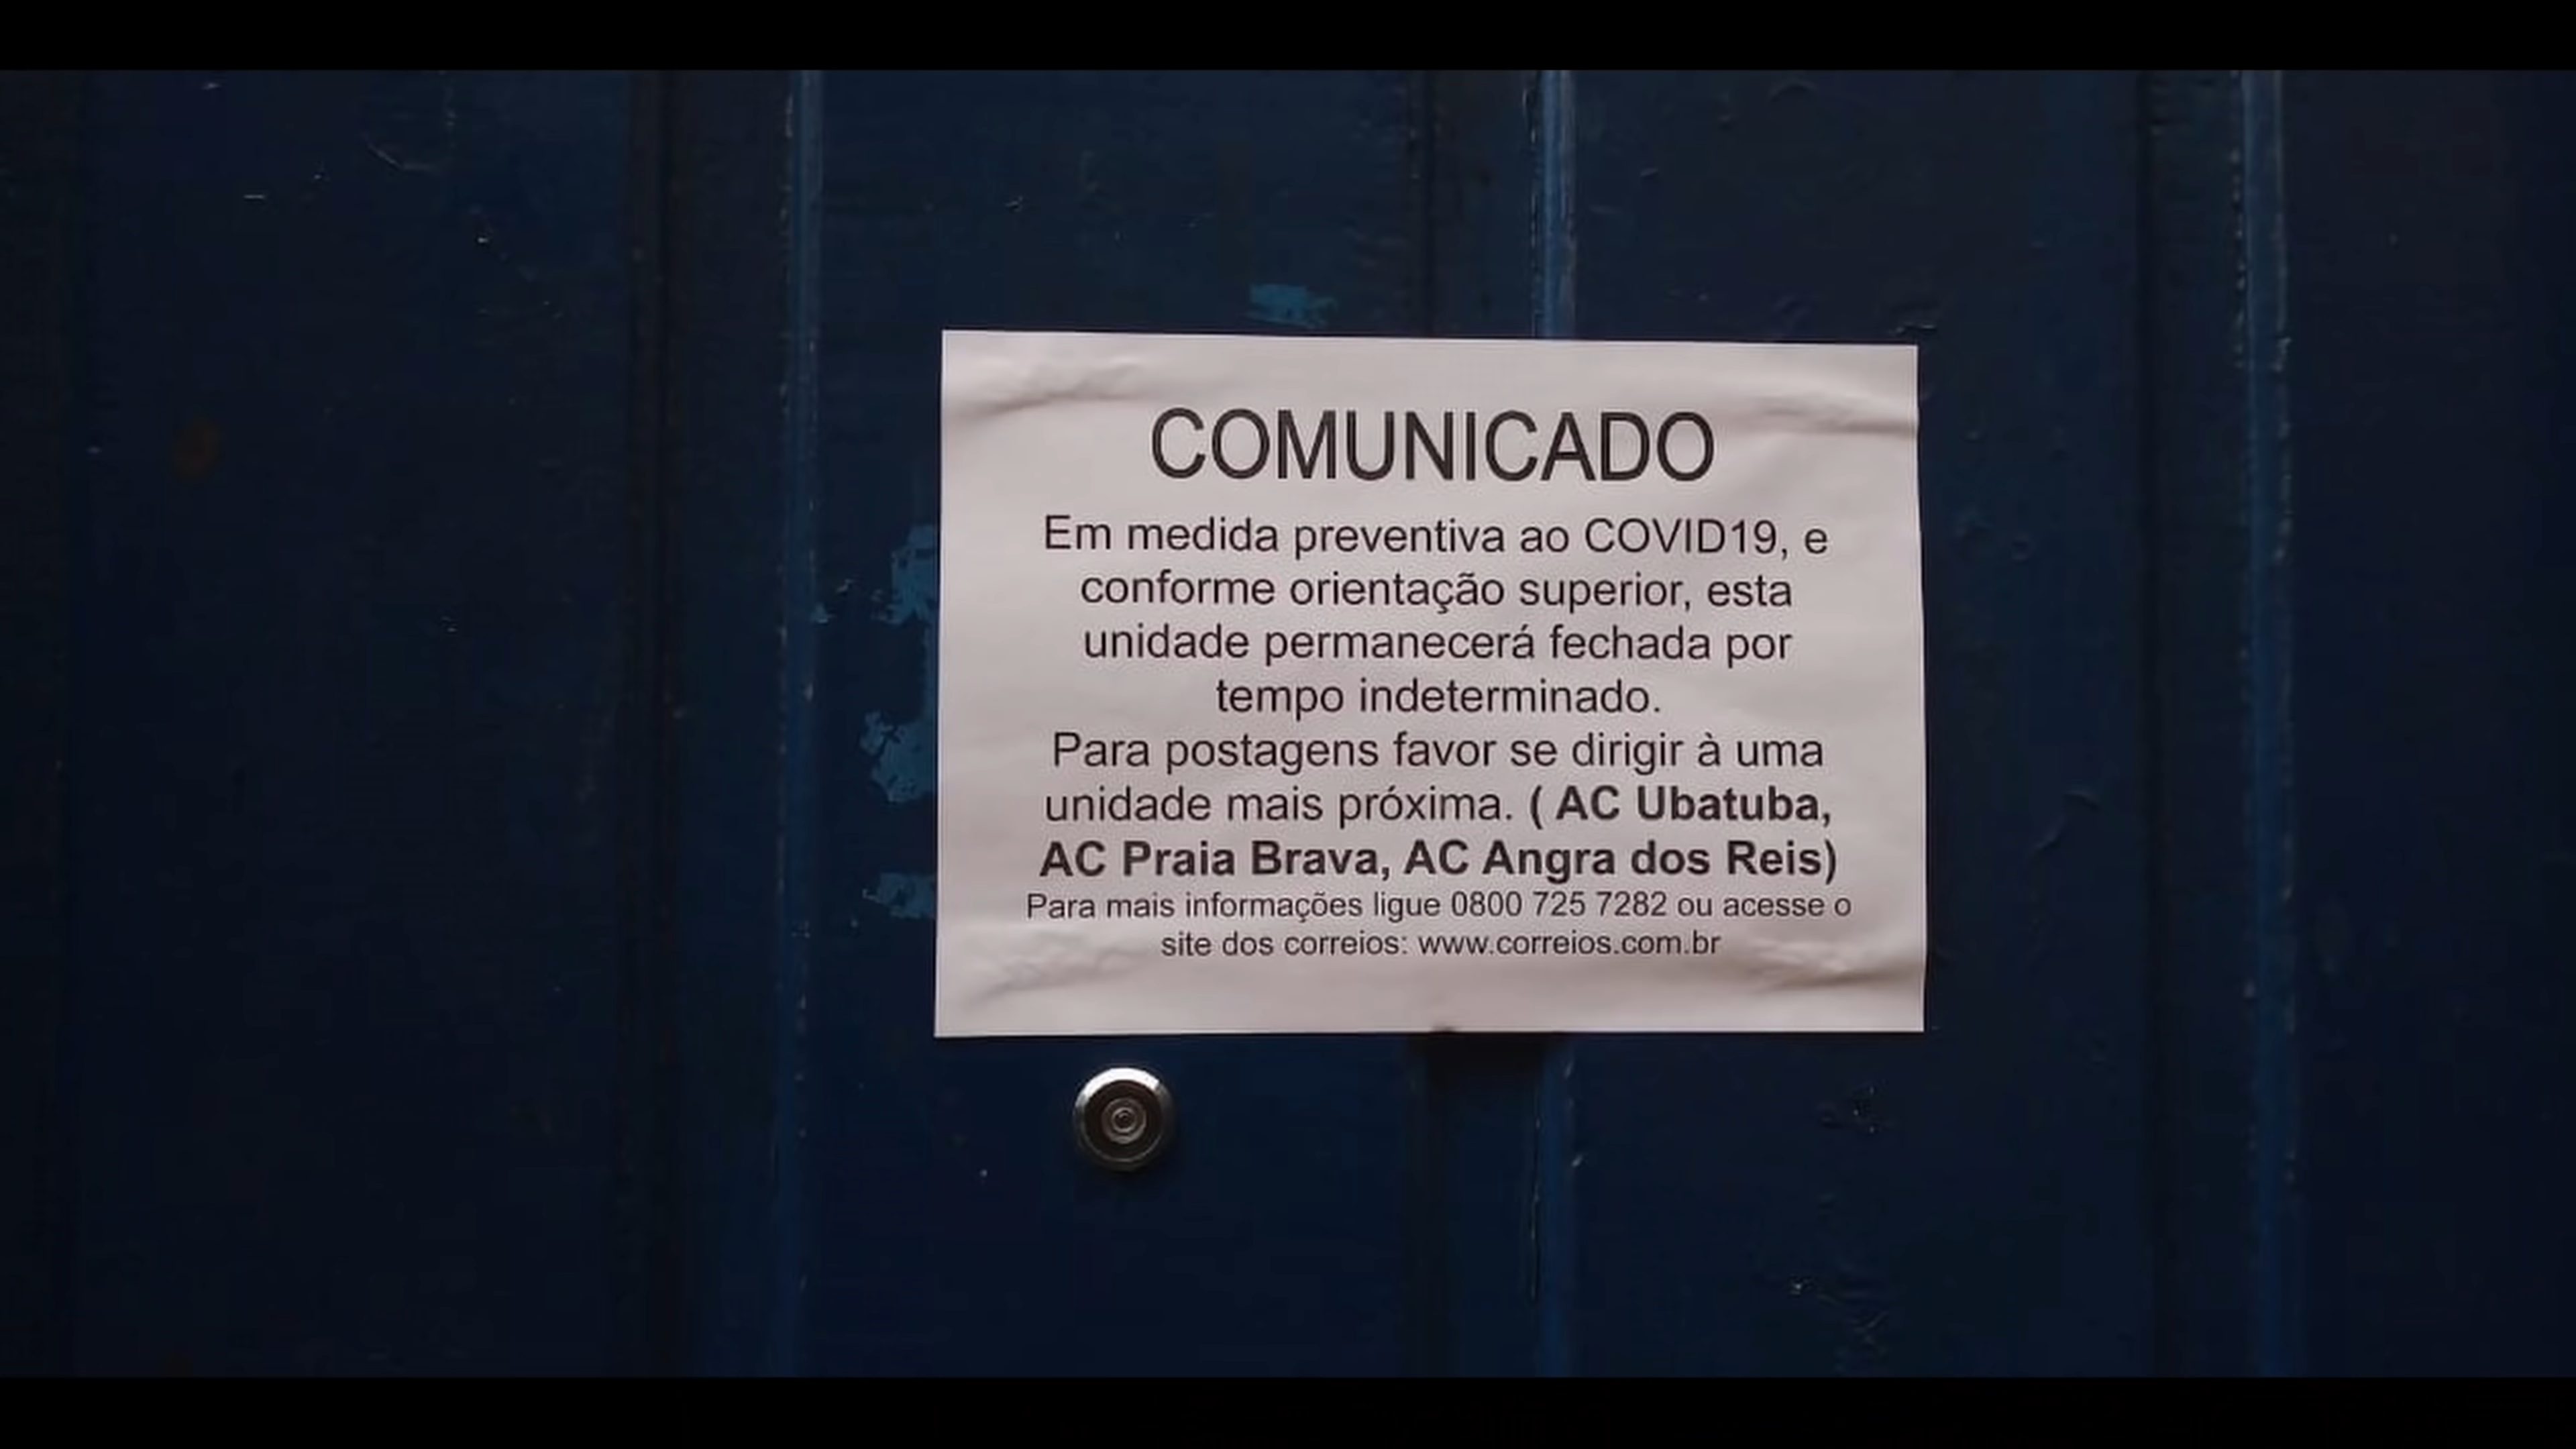 COMUNICADO
Em medida preventiva ao COVID19, e
conforme orientação superior, esta
unidade permanecerá fechada por
tempo indeterminado.
Para postagens favor se dirigir à uma
unidade mais próxima. ( AC Ubatuba,
AC Praia Brava, AC Angra dos Reis)
Para mais informações ligue 0800 725 7282 ou acesse o
site dos correios: www.correios.com.br